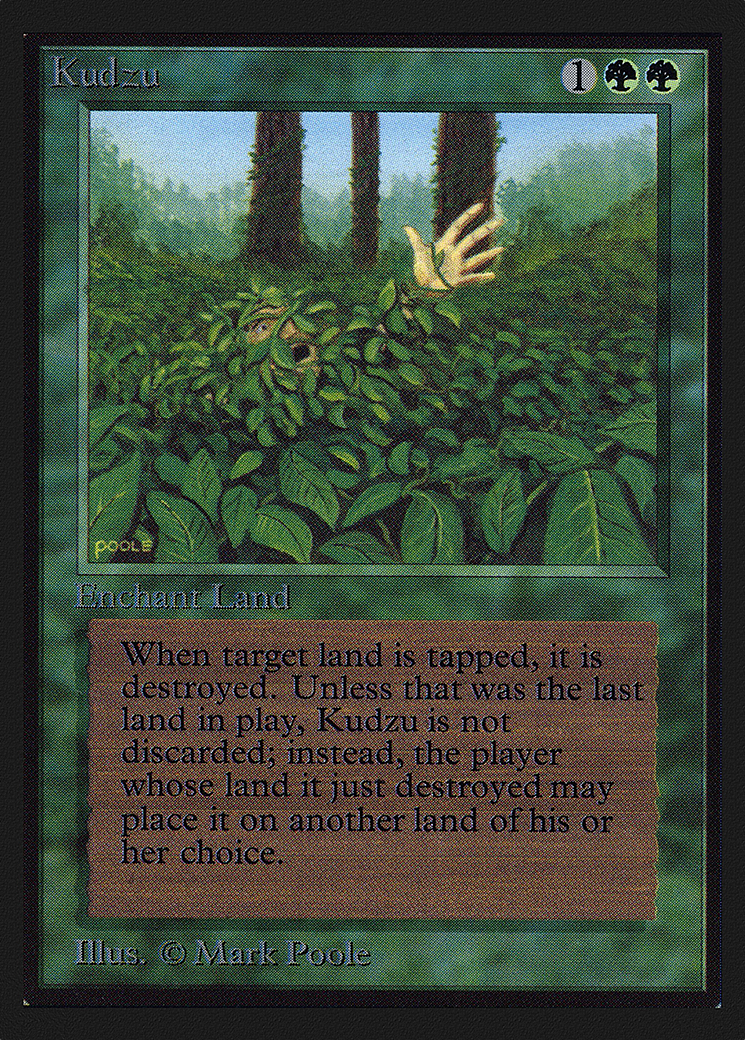 Kudzu 1
POOLE
Enchant Land
When target land is tapped, it is
destroyed. Unless that was the last
land in play, Kudzu is not
discarded; instead, the player
whose land it just destroyed may
place it on another land of his or
her choice.
Illus. © Mark Poole